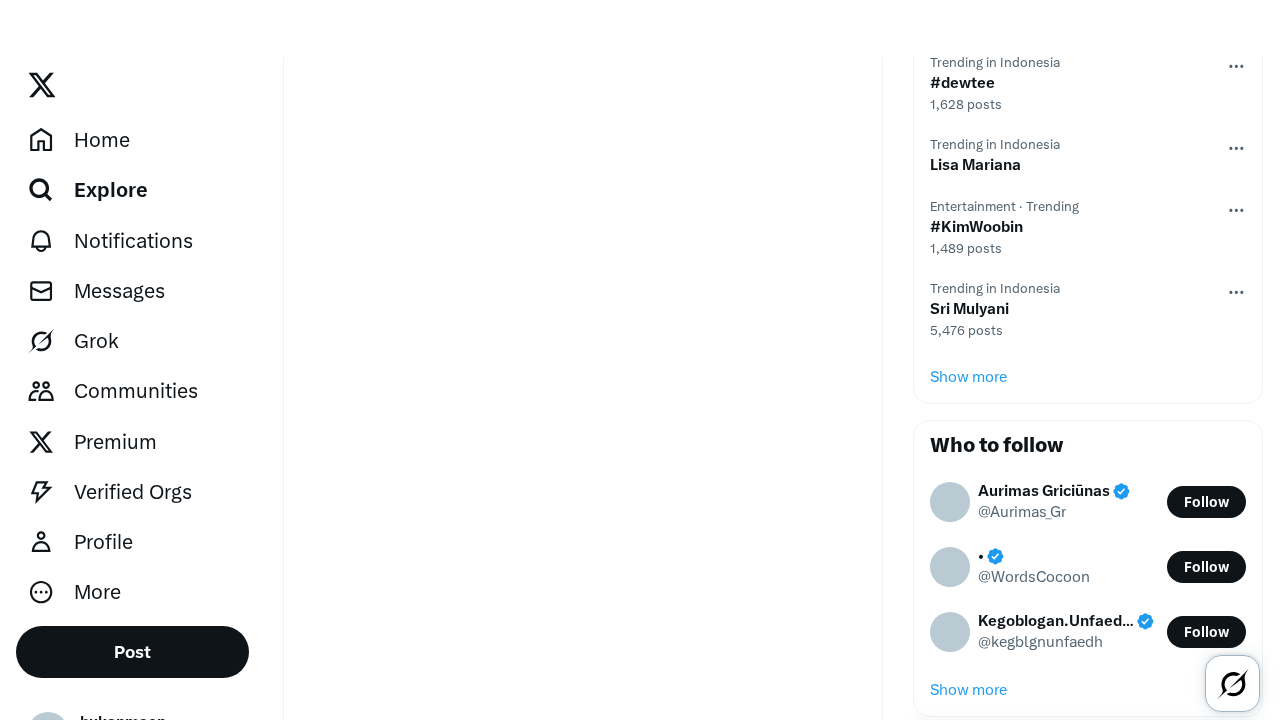 Home
Explore
Notifications
Messages
Grok
Communities
Premium
Verified Orgs
Profile
More
Post
Trending in Indonesia
#dewtee
1,628 posts
Trending in Indonesia
Lisa Mariana
Entertainment · Trending
#KimWoobin
1,489 posts
Trending in Indonesia
Sri Mulyani
5,476 posts
Show more
Who to follow
Aurimas Griciūnas
@Aurimas_Gr
Follow
•
@WordsCocoon
Follow
Kegoblogan.Unfaed...
@kegblgnunfaedh
Follow
Show more